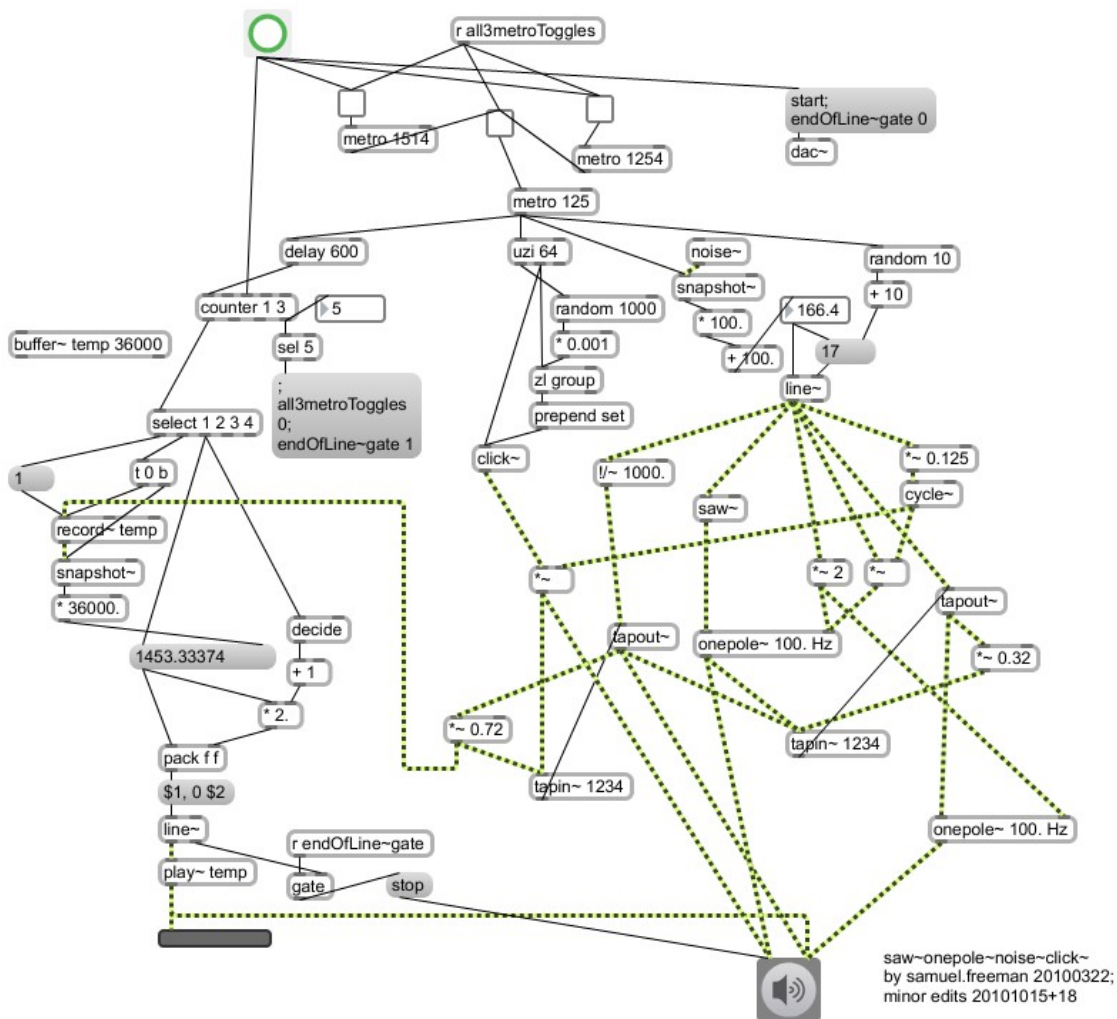 r all3metroToggles
start;
endOfLine~gate 0
metro 1514
metro 1254
dac~
metro 125
delay 600
uzi 64
noise~
random 10
snapshot~
+ 10
counter 1 3
5
random 1000
166.4
buffer~ temp 36000
sel 5
* 0.001
* 100.
17
+ 100.
;
all3metroToggles
0;
endOfLine~gate 1
zl group
line~
prepend set
select 1 2 3 4
click~
!/~ 1000.
*~ 0.125
1
t 0 b
saw~
cycle~
record~ temp
snapshot~
*~
*~ 2
*~
* 36000.
tapout~
decide
tapout~
onepole~ 100. Hz
1453.33374
*~ 0.32
+ 1
* 2.
*~ 0.72
tapin~ 1234
pack f f
tapin~ 1234
$1, 0 $2
line~
r endOfLine~gate
onepole~ 100. Hz
play~ temp
gate
stop
saw~onepole~noise~click~
by samuel.freeman 20100322;
minor edits 20101015+18